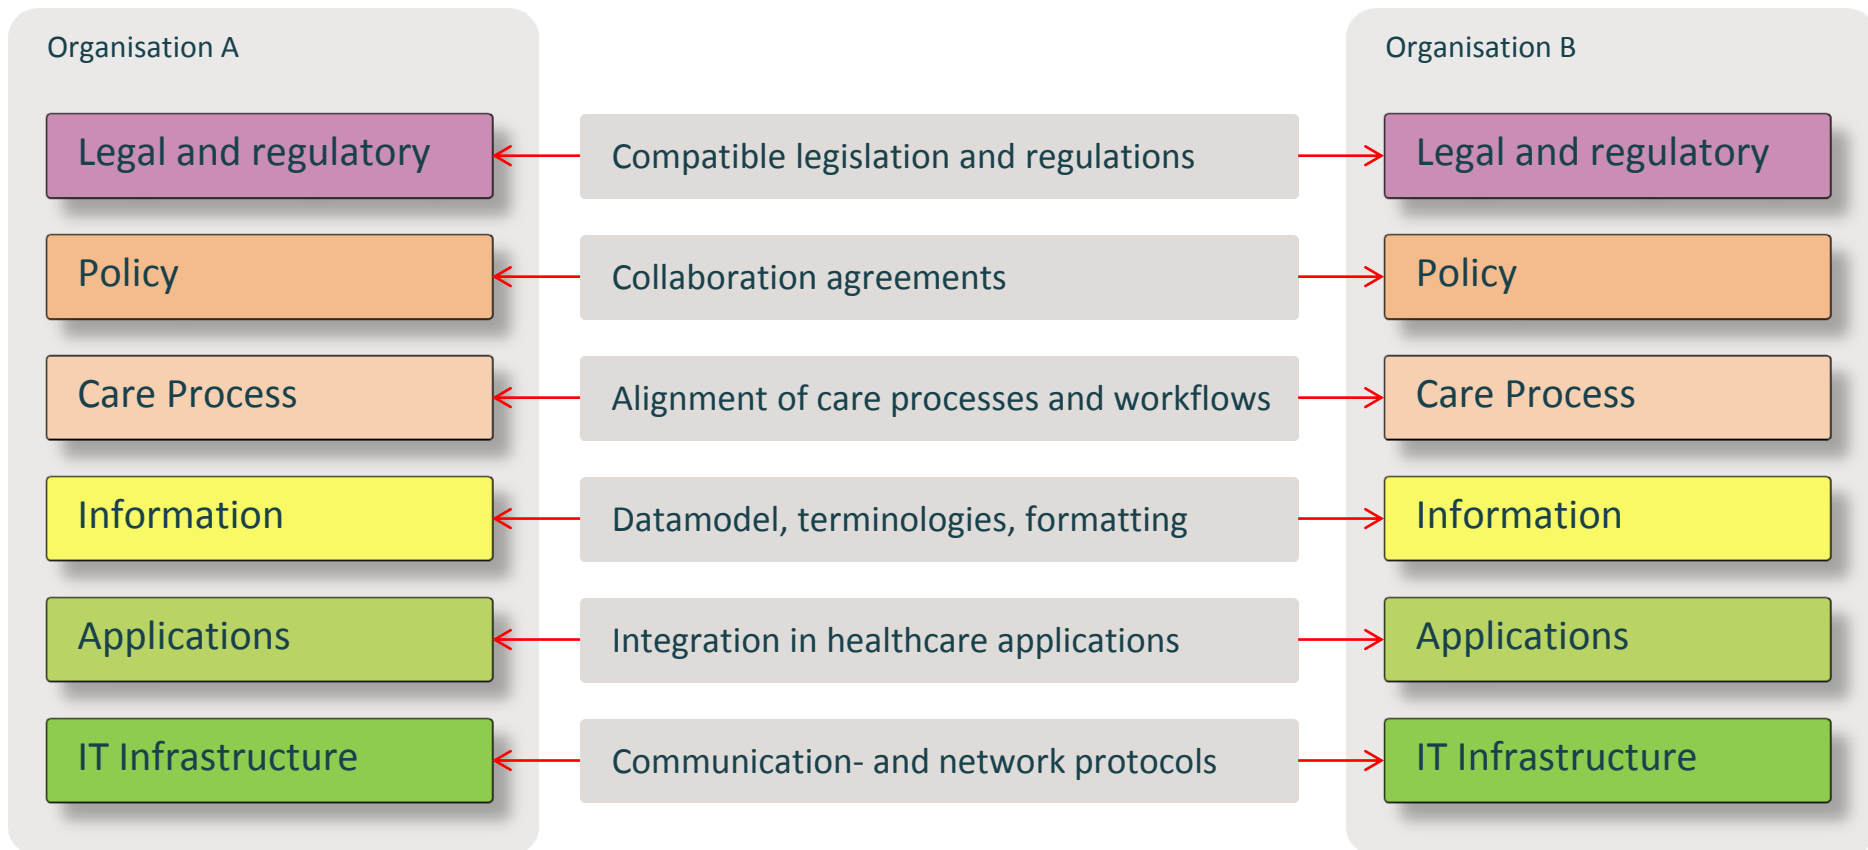 Organisation A
Organisation B
Legal and regulatory
Compatible legislation and regulations
Legal and regulatory
Policy
Collaboration agreements
Policy
Care Process
Alignment of care processes and workflows
Care Process
Information
Datamodel, terminologies, formatting
Information
Applications
Integration in healthcare applications
Applications
IT Infrastructure
Communication- and network protocols
IT Infrastructure